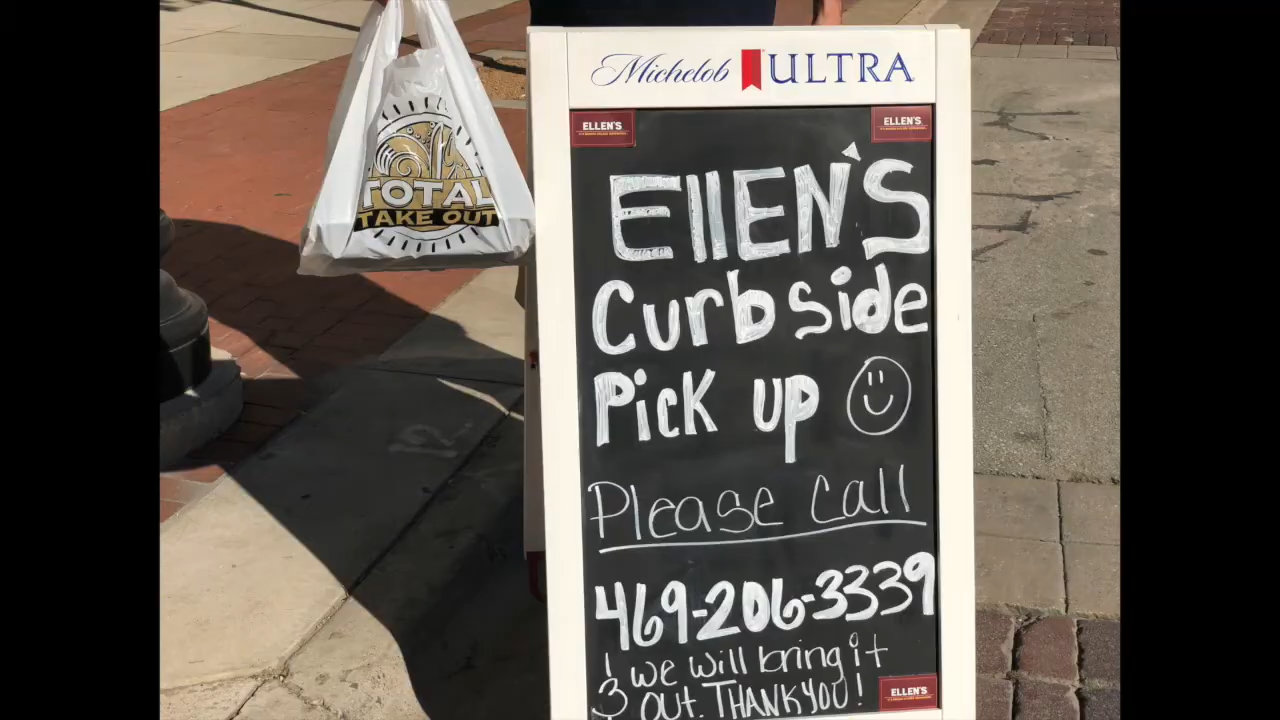 Michelob ULTRA
ELLEN'S
ELLEN'S
EllEN'S
Curbside
Pick up
Please Call
469-206-3339
& we will bring it
out. THANK YOU!
ELLEN'S
TOTAL
TAKE OUT